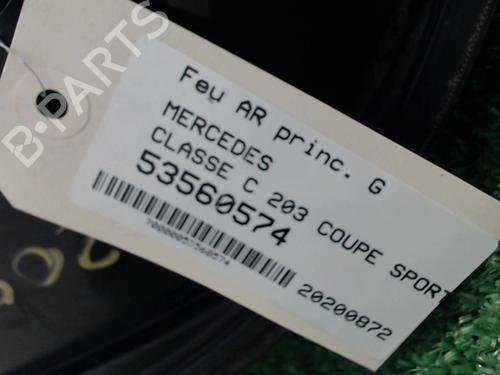 Feu AR princ. G
MERCEDES
CLASSE C 203 COUPE SPORT
53560574
20200872
B-PARTS